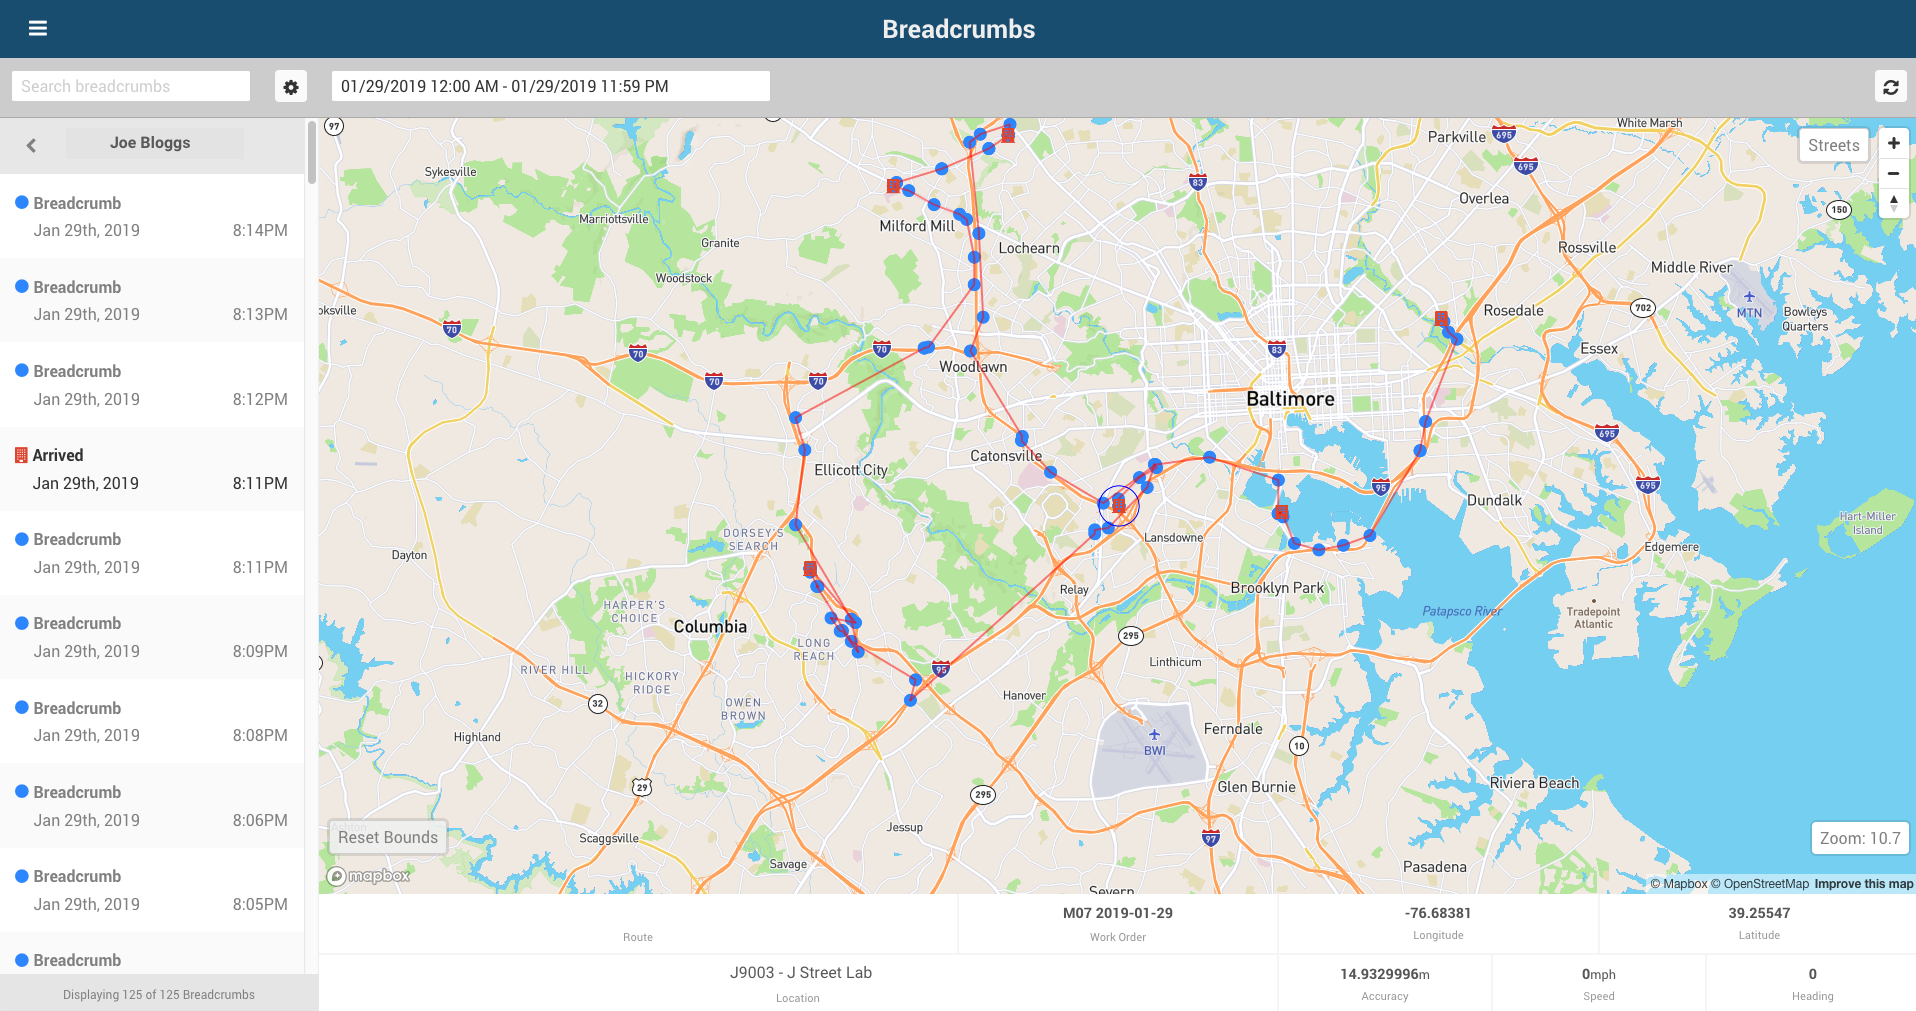 Breadcrumbs
Search breadcrumbs
01/29/2019 12:00 AM - 01/29/2019 11:59 PM
Joe Bloggs
Breadcrumb
Jan 29th, 2019 8:14PM
Breadcrumb
Jan 29th, 2019 8:13PM
Breadcrumb
Jan 29th, 2019 8:12PM
Arrived
Jan 29th, 2019 8:11PM
Breadcrumb
Jan 29th, 2019 8:11PM
Breadcrumb
Jan 29th, 2019 8:09PM
Breadcrumb
Jan 29th, 2019 8:08PM
Breadcrumb
Jan 29th, 2019 8:06PM
Breadcrumb
Jan 29th, 2019 8:05PM
Breadcrumb
Displaying 125 of 125 Breadcrumbs
97
White Marsh
Parkville
695
Streets
695
Sykesville
83
Overlea
150
Marriottsville
Milford Mill
Granite
Lochearn
Rossville
Woodstock
Middle River
MTN
ksville
Rosedale
702
Bowleys
Quarters
70
70
70
83
Essex
Woodlawn
70
70
Baltimore
695
Catonsville
Ellicott City
95
695
Dundalk
Hart-Miller
Island
DORSEY'S
SEARCH
Lansdowne
Dayton
Edgemere
Relay
Brooklyn Park
HARPER'S
CHOICE
Patapsco River
Tradepoint
Atlantic
Columbia
295
LONG
REACH
Linthicum
RIVER HILL
95
HICKORY
RIDGE
Hanover
32
OWEN
BROWN
Ferndale
Highland
BWI
10
29
Glen Burnie
Riviera Beach
295
Jessup
97
Reset Bounds
Scaggsville
Zoom: 10.7
Savage
Pasadena
mapbox
Severn
© Mapbox © OpenStreetMap Improve this map
M07 2019-01-29
-76.68381
39.25547
Route
Work Order
Longitude
Latitude
J9003 - J Street Lab
14.9329996m
0mph
0
Location
Accuracy
Speed
Heading